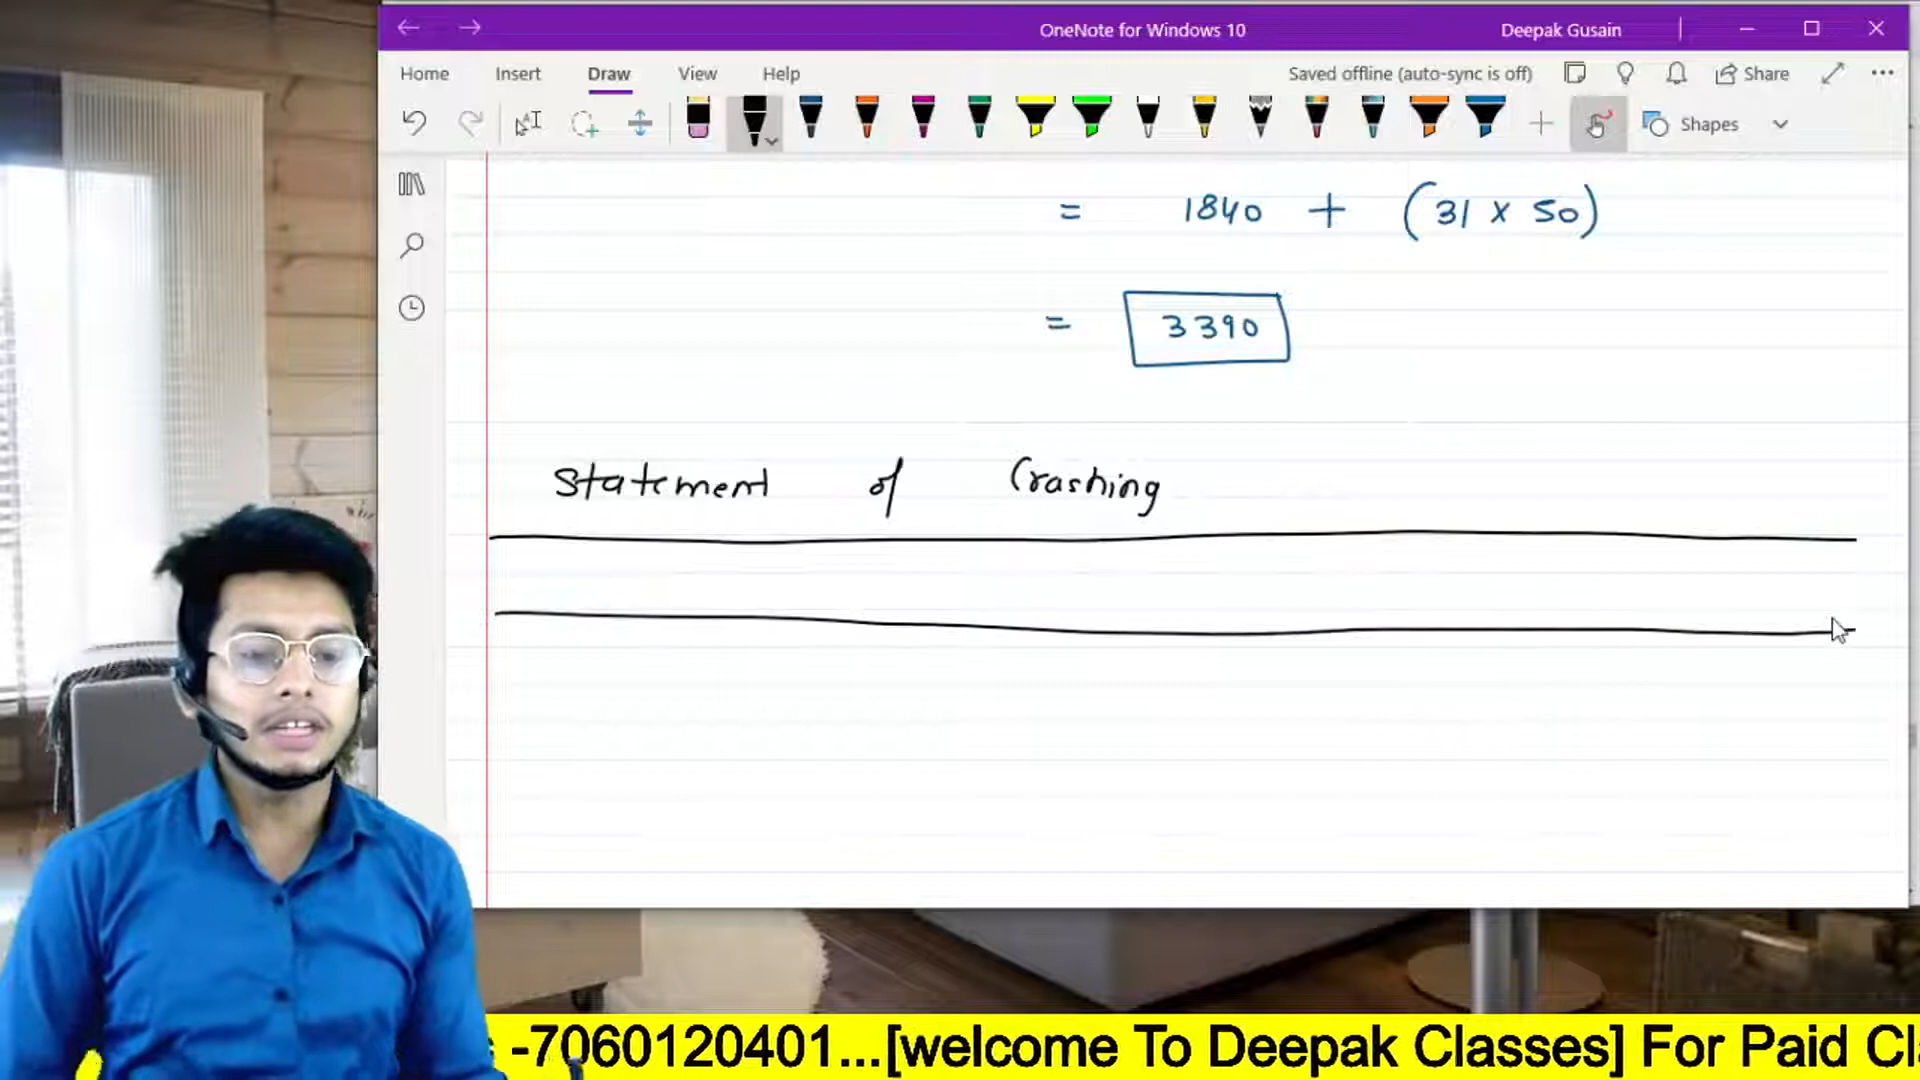 OneNote for Windows 10
Deepak Gusain
Home Insert Draw View Help
Saved offline (auto-sync is off)
Share
Shapes
= 1840 + (31 x 50)
= 3390
Statement of Crashing
-7060120401...[welcome To Deepak Classes] For Paid Cl